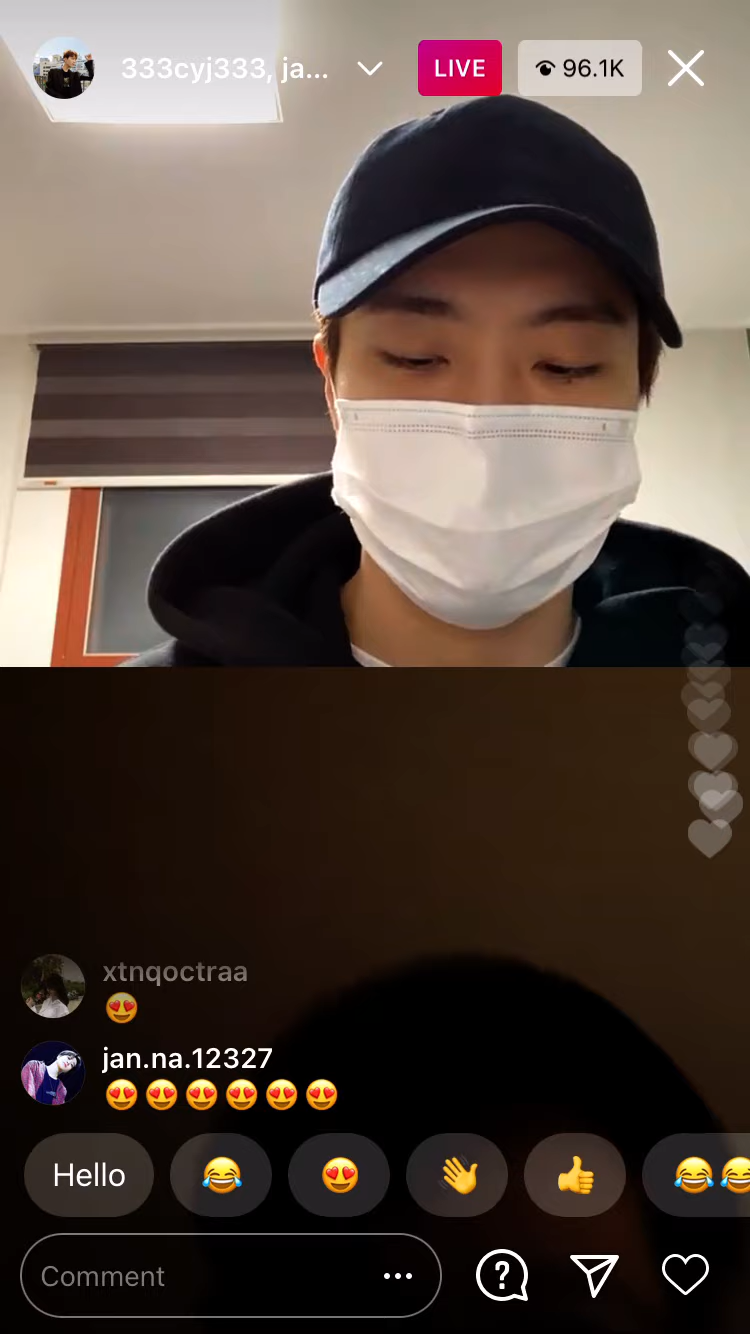 333cyj333, ja...
LIVE
96.1K
xtnqoctraa
😍
jan.na.12327
😍😍😍😍😍😍
Hello
😂
😍
👋
👍
😂😂
Comment